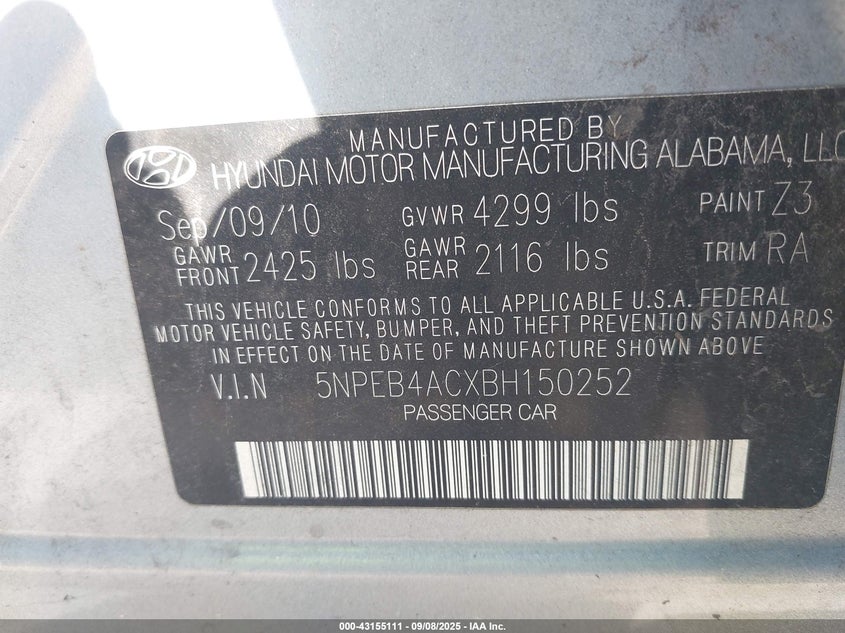 MANUFACTURED BY
HYUNDAI MOTOR MANUFACTURING ALABAMA, LLC
Sep/09/10 GVWR 4299 lbs PAINT Z3
GAWR FRONT 2425 lbs GAWR REAR 2116 lbs TRIM RA
THIS VEHICLE CONFORMS TO ALL APPLICABLE U.S.A. FEDERAL
MOTOR VEHICLE SAFETY, BUMPER, AND THEFT PREVENTION STANDARDS
IN EFFECT ON THE DATE OF MANUFACTURE SHOWN ABOVE
V.I.N 5NPEB4ACXBH150252
PASSENGER CAR
000-43155111 - 09/08/2025 - IAA Inc.